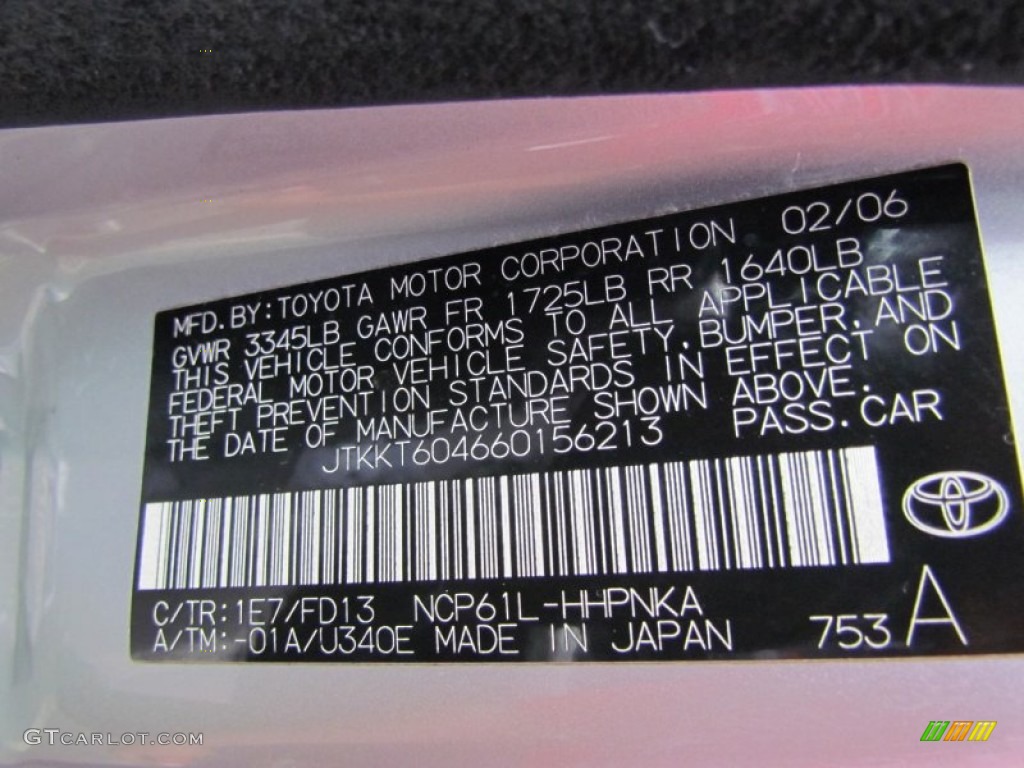 MFD. BY: TOYOTA MOTOR CORPORATION 02/06
GVWR 3345LB GAWR FR 1725LB RR 1640LB
THIS VEHICLE CONFORMS TO ALL APPLICABLE
FEDERAL MOTOR VEHICLE SAFETY, BUMPER, AND
THEFT PREVENTION STANDARDS IN EFFECT ON
THE DATE OF MANUFACTURE SHOWN ABOVE.
JTKKT604660156213 PASS. CAR
C/TR: 1E7/FD13 NCP61L-HHPNKA
A/TM: -01A/U340E MADE IN JAPAN 753 A
GTCARLOT.COM